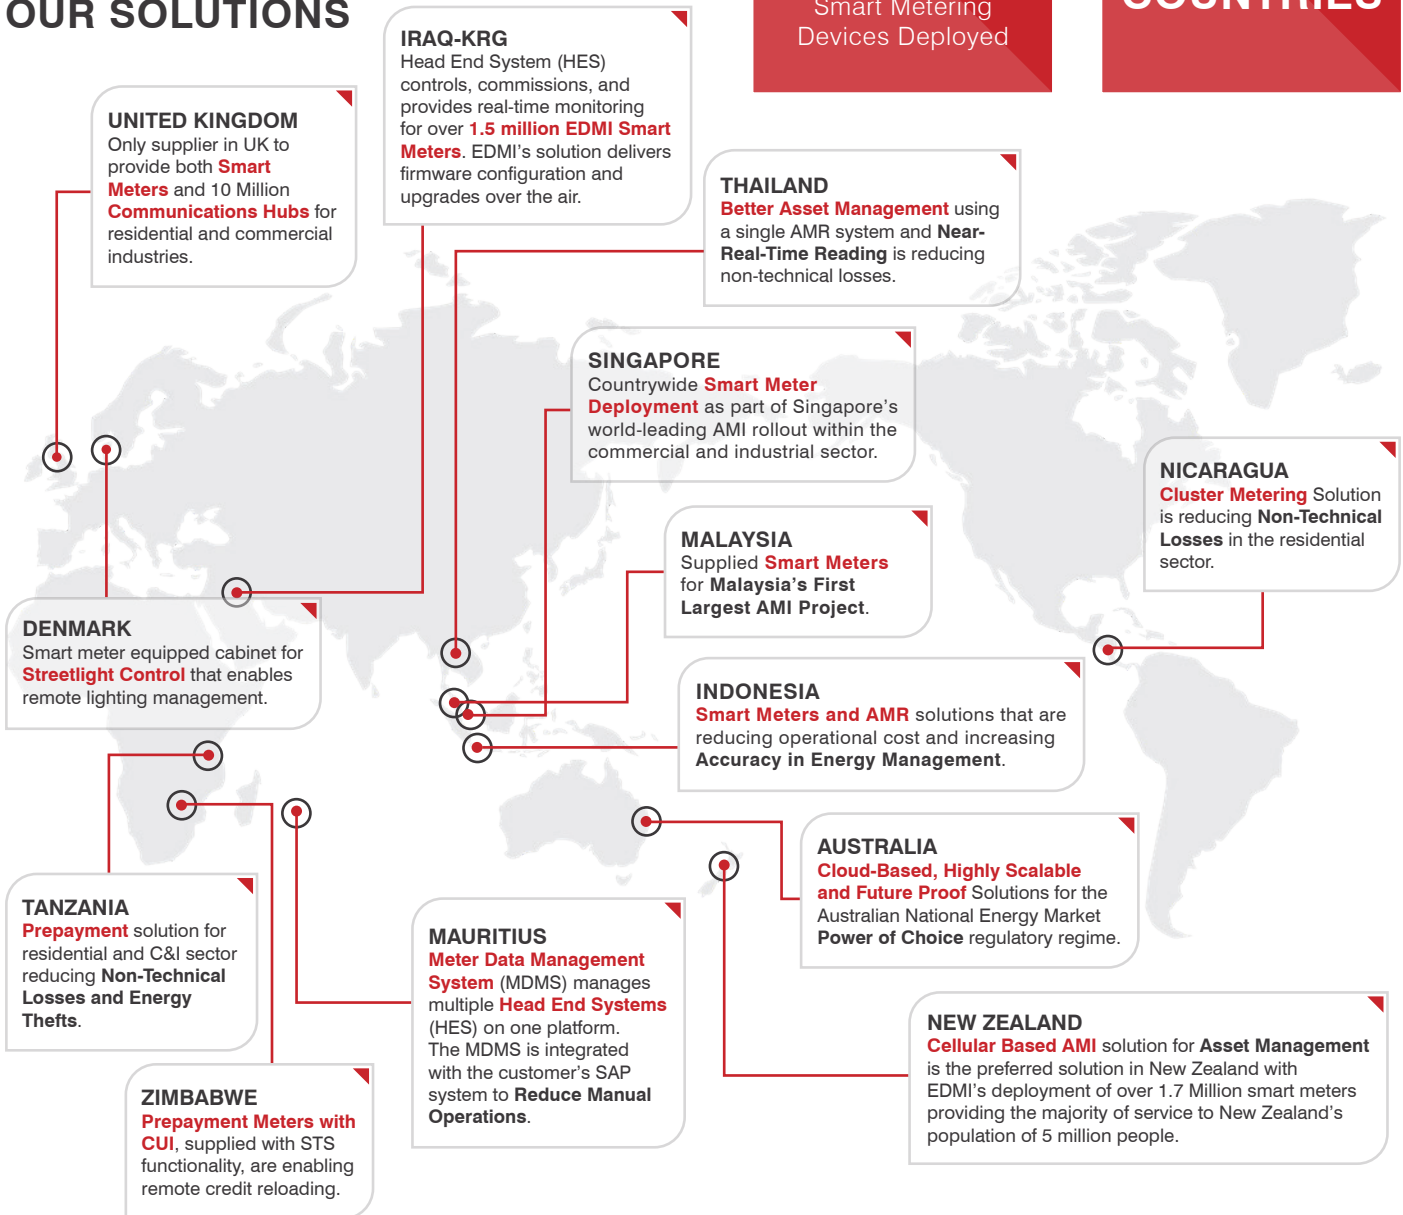 OUR SOLUTIONS
Smart Metering
Devices Deployed
COUNTRIES
IRAQ-KRG
Head End System (HES)
controls, commissions, and
provides real-time monitoring
for over 1.5 million EDMI Smart
Meters. EDMI's solution delivers
firmware configuration and
upgrades over the air.
UNITED KINGDOM
Only supplier in UK to
provide both Smart
Meters and 10 Million
Communications Hubs for
residential and commercial
industries.
THAILAND
Better Asset Management using
a single AMR system and Near-
Real-Time Reading is reducing
non-technical losses.
SINGAPORE
Countrywide Smart Meter
Deployment as part of Singapore's
world-leading AMI rollout within the
commercial and industrial sector.
NICARAGUA
Cluster Metering Solution
is reducing Non-Technical
Losses in the residential
sector.
MALAYSIA
Supplied Smart Meters
for Malaysia's First
Largest AMI Project.
DENMARK
Smart meter equipped cabinet for
Streetlight Control that enables
remote lighting management.
INDONESIA
Smart Meters and AMR solutions that are
reducing operational cost and increasing
Accuracy in Energy Management.
AUSTRALIA
Cloud-Based, Highly Scalable
and Future Proof Solutions for the
Australian National Energy Market
Power of Choice regulatory regime.
TANZANIA
Prepayment solution for
residential and C&I sector
reducing Non-Technical
Losses and Energy
Thefts.
MAURITIUS
Meter Data Management
System (MDMS) manages
multiple Head End Systems
(HES) on one platform.
The MDMS is integrated
with the customer's SAP
system to Reduce Manual
Operations.
NEW ZEALAND
Cellular Based AMI solution for Asset Management
is the preferred solution in New Zealand with
EDMI's deployment of over 1.7 Million smart meters
providing the majority of service to New Zealand's
population of 5 million people.
ZIMBABWE
Prepayment Meters with
CUI, supplied with STS
functionality, are enabling
remote credit reloading.